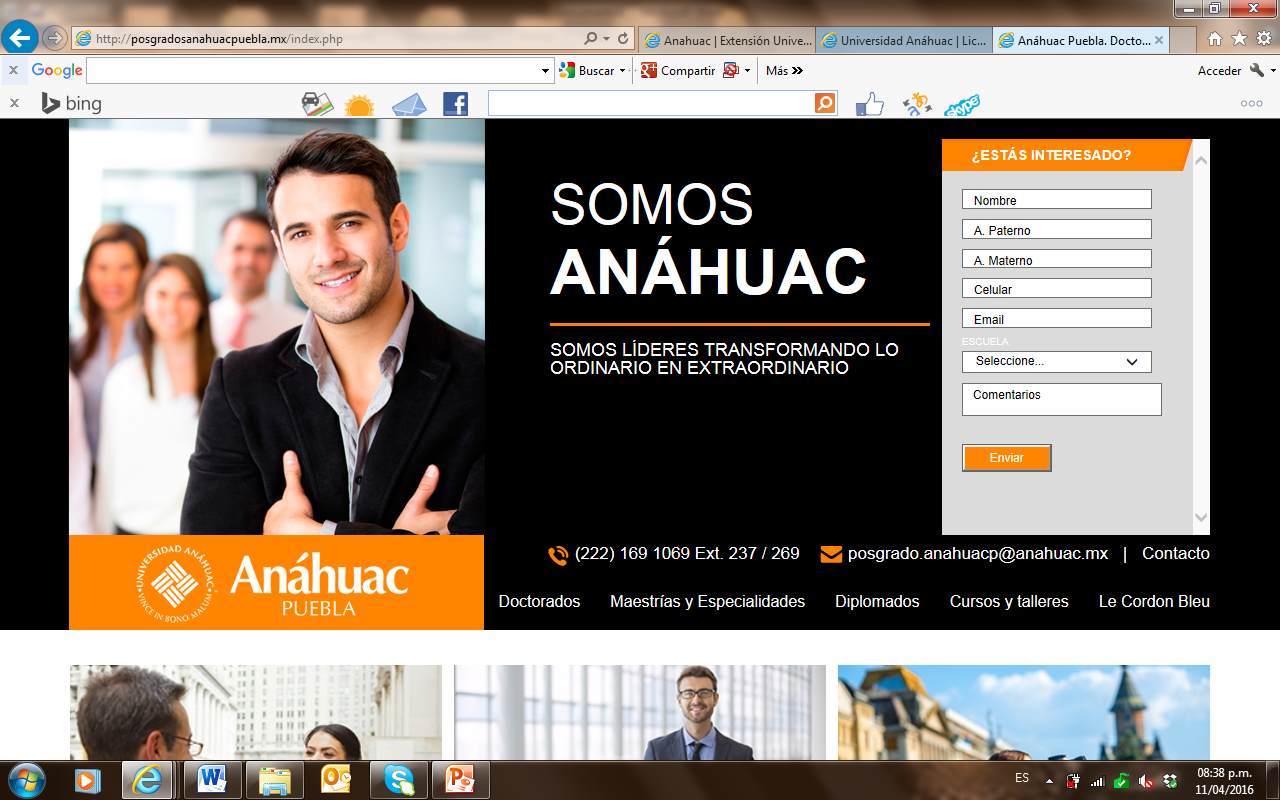 http://posgradosanahuacpuebla.mx/index.php
Anahuac | Extensión Unive...
Universidad Anáhuac | Lic...
Anáhuac Puebla. Docto...
x Google
Buscar
Compartir
Más »
Acceder
x bing
facebook
skype
SOMOS
ANÁHUAC
SOMOS LÍDERES TRANSFORMANDO LO
ORDINARIO EN EXTRAORDINARIO
¿ESTÁS INTERESADO?
Nombre
A. Paterno
A. Materno
Celular
Email
ESCUELA
Seleccione...
Comentarios
Enviar
UNIVERSIDAD ANÁHUAC
VINCE IN BONO MALUM
Anáhuac
PUEBLA
(222) 169 1069 Ext. 237 / 269
posgrado.anahuacp@anahuac.mx | Contacto
Doctorados Maestrías y Especialidades Diplomados Cursos y talleres Le Cordon Bleu
ES
08:38 p.m.
11/04/2016